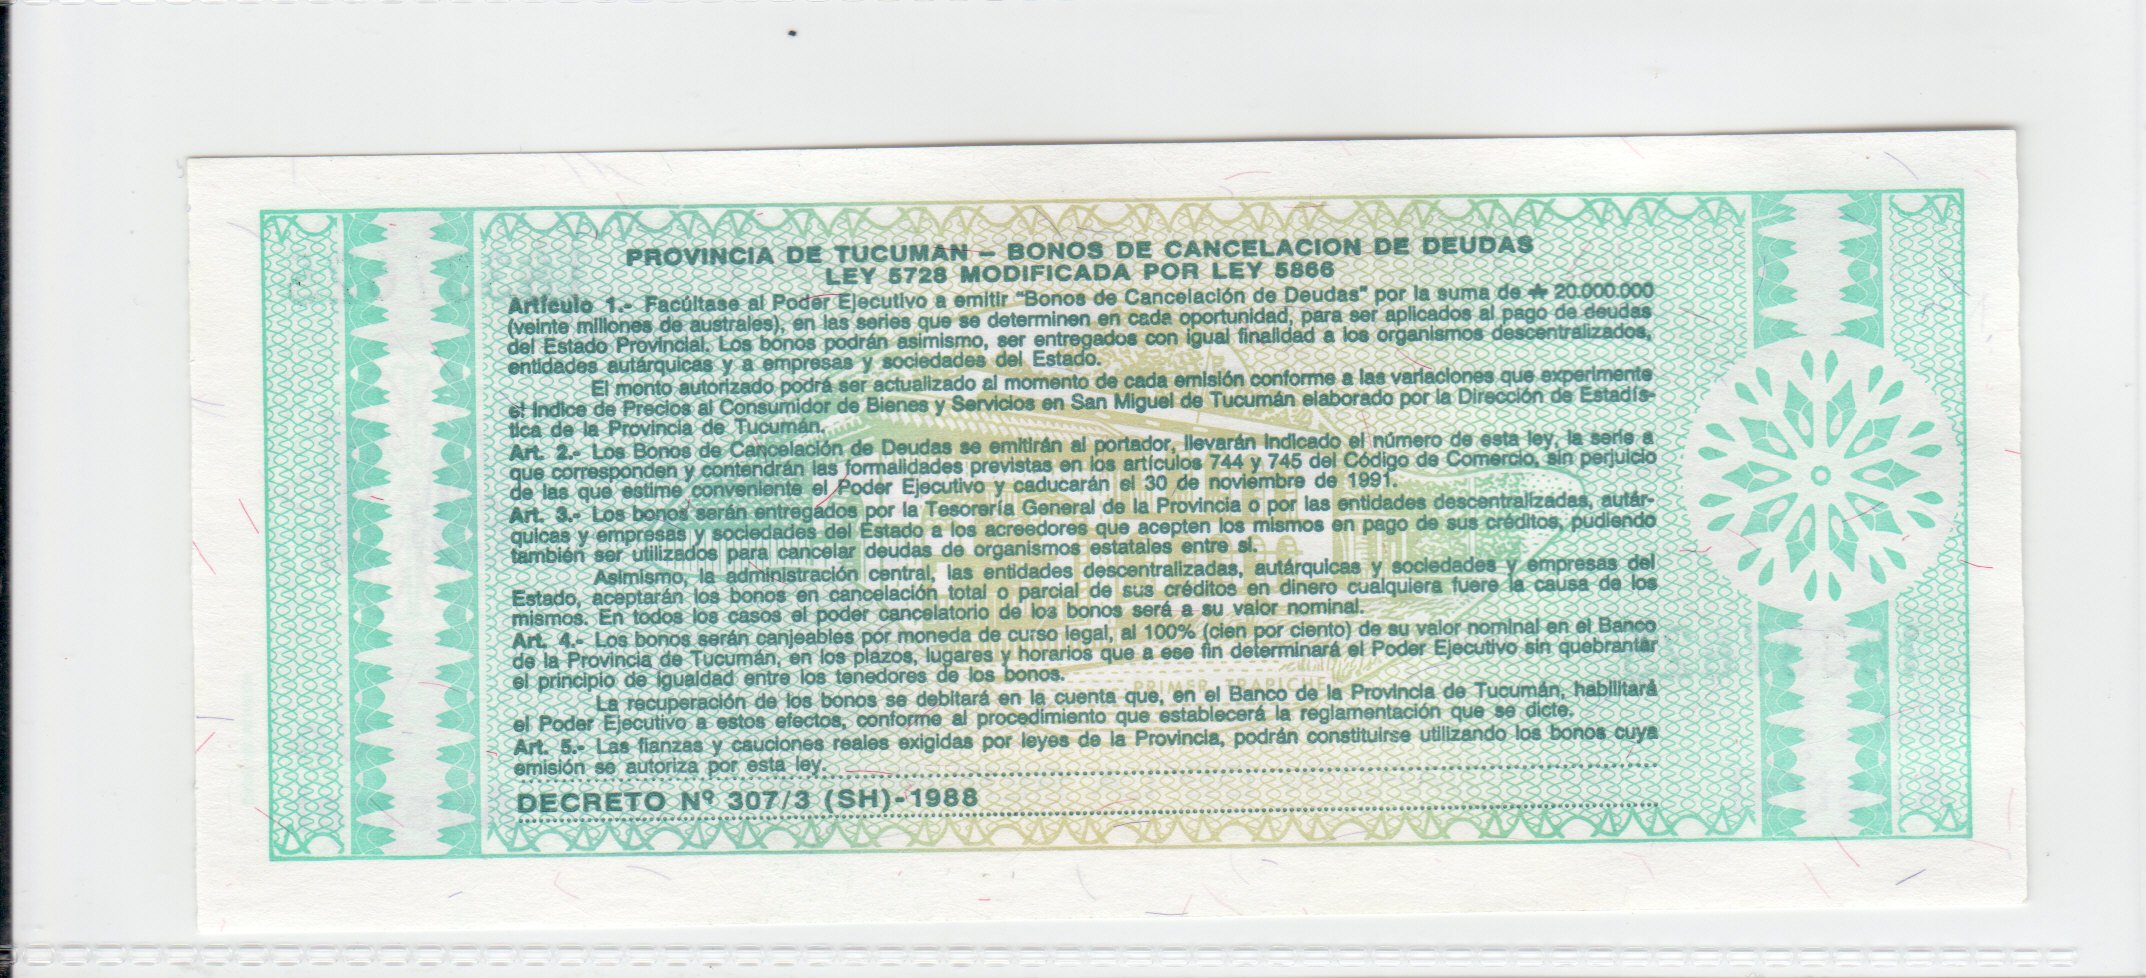 PROVINCIA DE TUCUMAN – BONOS DE CANCELACION DE DEUDAS
LEY 5728 MODIFICADA POR LEY 5866
Artículo 1.- Facúltase al Poder Ejecutivo a emitir "Bonos de Cancelación de Deudas" por la suma de ₳ 20.000.000
(veinte millones de australes), en las series que se determinen en cada oportunidad, para ser aplicados al pago de deudas
del Estado Provincial. Los bonos podrán asimismo, ser entregados con igual finalidad a los organismos descentralizados,
entidades autárquicas y a empresas y sociedades del Estado.
El monto autorizado podrá ser actualizado al momento de cada emisión conforme a las variaciones que experimente
el Indice de Precios al Consumidor de Bienes y Servicios en San Miguel de Tucumán elaborado por la Dirección de Estadís-
tica de la Provincia de Tucumán.
Art. 2.- Los Bonos de Cancelación de Deudas se emitirán al portador, llevarán indicado el número de esta ley, la serie a
que corresponden y contendrán las formalidades previstas en los artículos 744 y 745 del Código de Comercio, sin perjuicio
de las que estime conveniente el Poder Ejecutivo y caducarán el 30 de noviembre de 1991.
Art. 3.- Los bonos serán entregados por la Tesorería General de la Provincia o por las entidades descentralizadas, autár-
quicas y empresas y sociedades del Estado a los acreedores que acepten los mismos en pago de sus créditos, pudiendo
también ser utilizados para cancelar deudas de organismos estatales entre sí.
Asimismo, la administración central, las entidades descentralizadas, autárquicas y sociedades y empresas del
Estado, aceptarán los bonos en cancelación total o parcial de sus créditos en dinero cualquiera fuere la causa de los
mismos. En todos los casos el poder cancelatorio de los bonos será a su valor nominal.
Art. 4.- Los bonos serán canjeables por moneda de curso legal, al 100% (cien por ciento) de su valor nominal en el Banco
de la Provincia de Tucumán, en los plazos, lugares y horarios que a ese fin determinará el Poder Ejecutivo sin quebrantar
el principio de igualdad entre los tenedores de los bonos.
PRIMER TRAPICHE
La recuperación de los bonos se debitará en la cuenta que, en el Banco de la Provincia de Tucumán, habilitará
el Poder Ejecutivo a estos efectos, conforme al procedimiento que establecerá la reglamentación que se dicte.
Art. 5.- Las fianzas y cauciones reales exigidas por leyes de la Provincia, podrán constituirse utilizando los bonos cuya
emisión se autoriza por esta ley.
DECRETO Nº 307/3 (SH)-1988